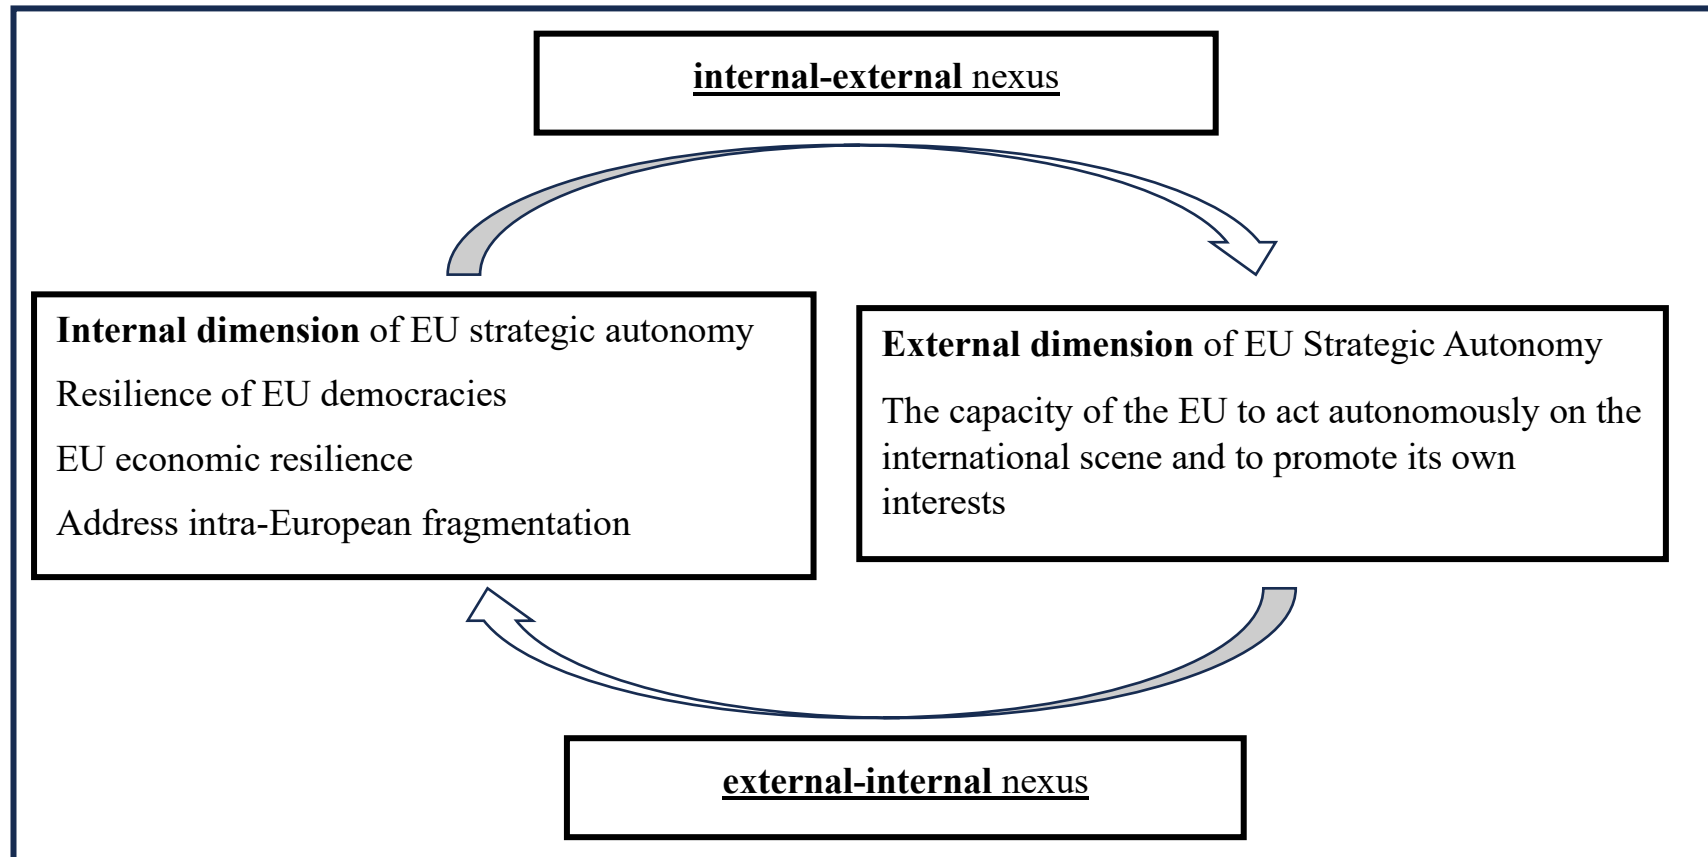 internal-external nexus
Internal dimension of EU strategic autonomy
Resilience of EU democracies
EU economic resilience
Address intra-European fragmentation
External dimension of EU Strategic Autonomy
The capacity of the EU to act autonomously on the
international scene and to promote its own
interests
external-internal nexus